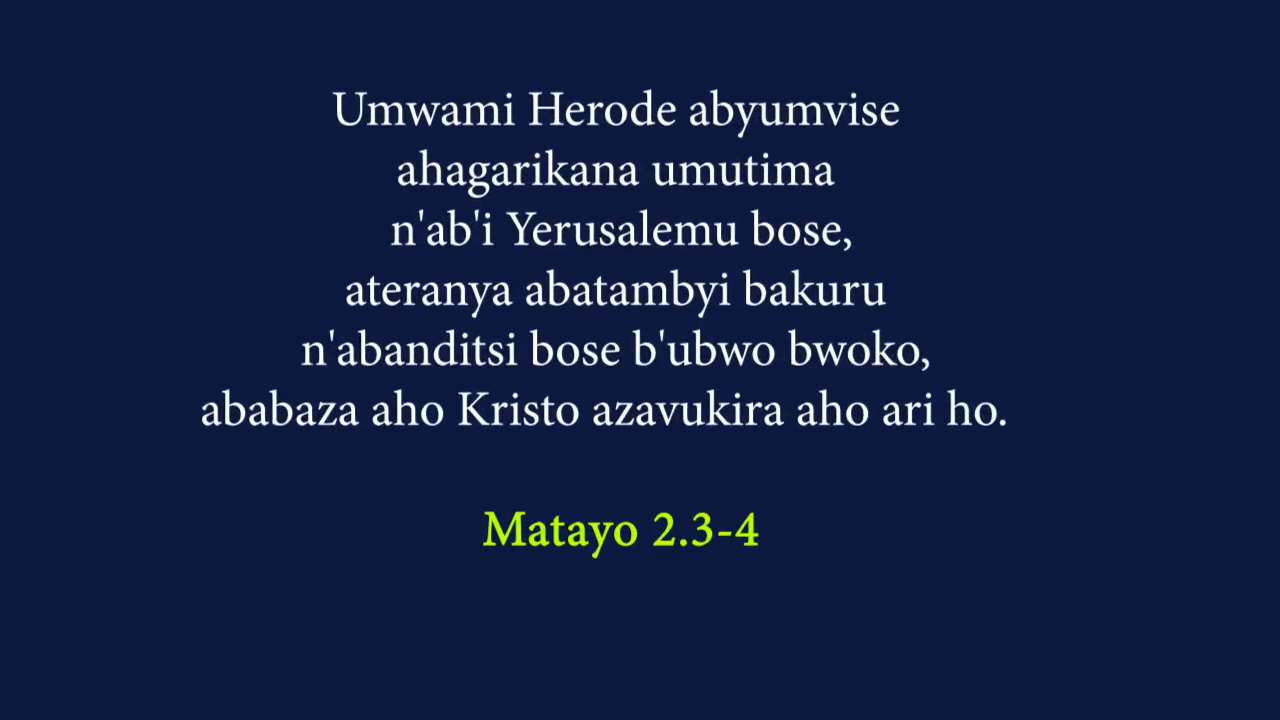 Umwami Herode abyumvise
ahagarikana umutima
n'ab'i Yerusalemu bose,
ateranya abatambyi bakuru
n'abanditsi bose b'ubwo bwoko,
ababaza aho Kristo azavukira aho ari ho.
Matayo 2.3-4